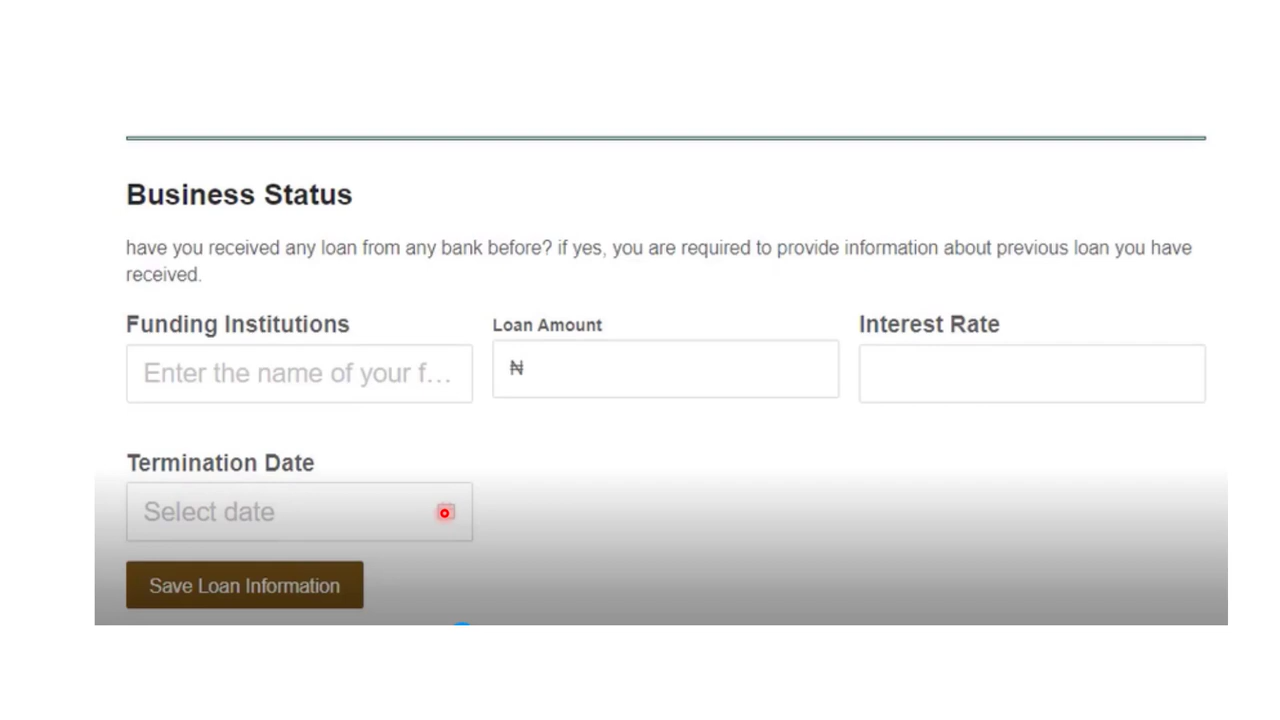 Business Status
have you received any loan from any bank before? if yes, you are required to provide information about previous loan you have
received.
Funding Institutions
Loan Amount
Interest Rate
Enter the name of your f…
₦
Termination Date
Select date
Save Loan Information